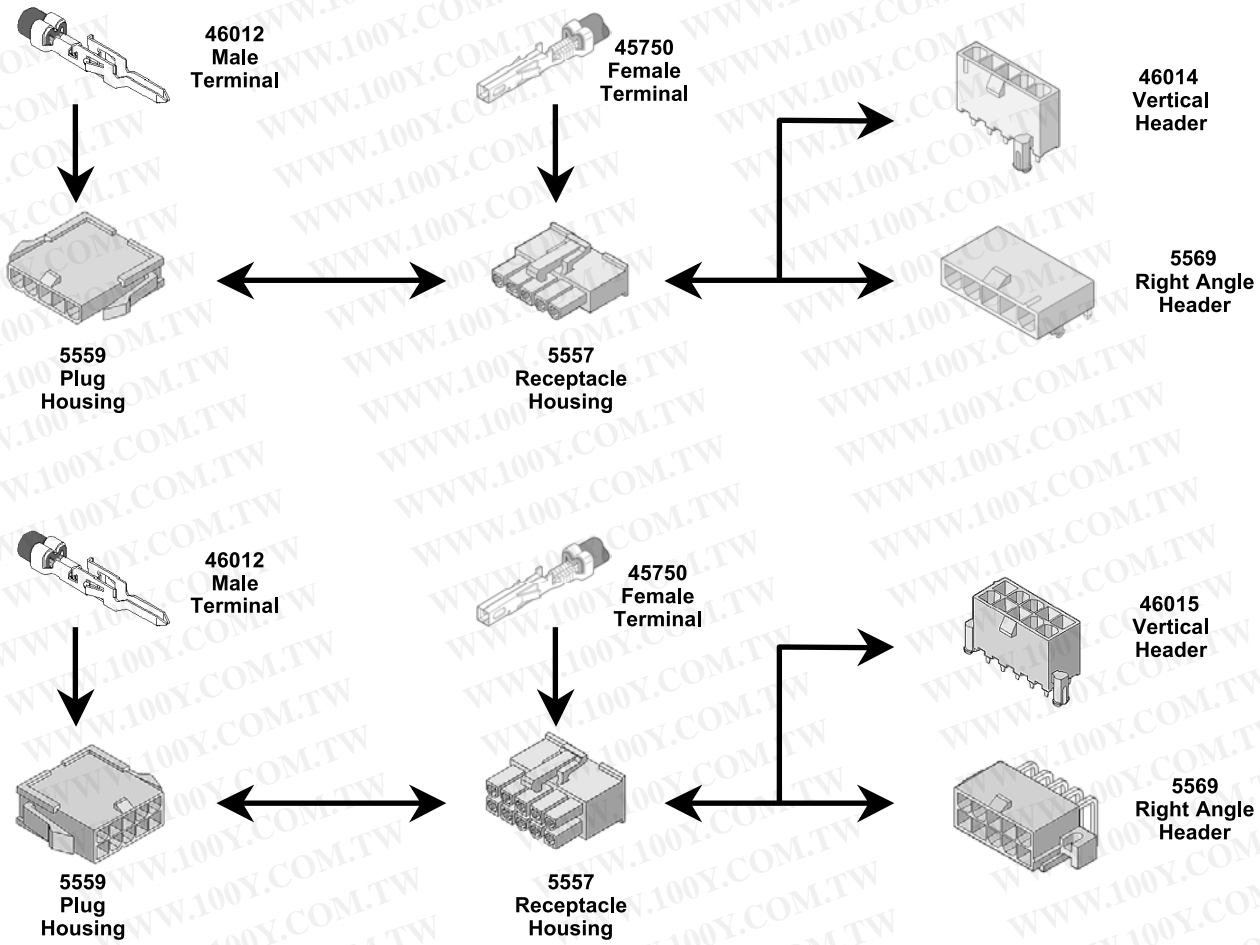 46012
Male
Terminal
45750
Female
Terminal
46014
Vertical
Header
5569
Right Angle
Header
5559
Plug
Housing
5557
Receptacle
Housing
46012
Male
Terminal
45750
Female
Terminal
46015
Vertical
Header
5569
Right Angle
Header
5559
Plug
Housing
5557
Receptacle
Housing
WWW.100Y.COM.TW